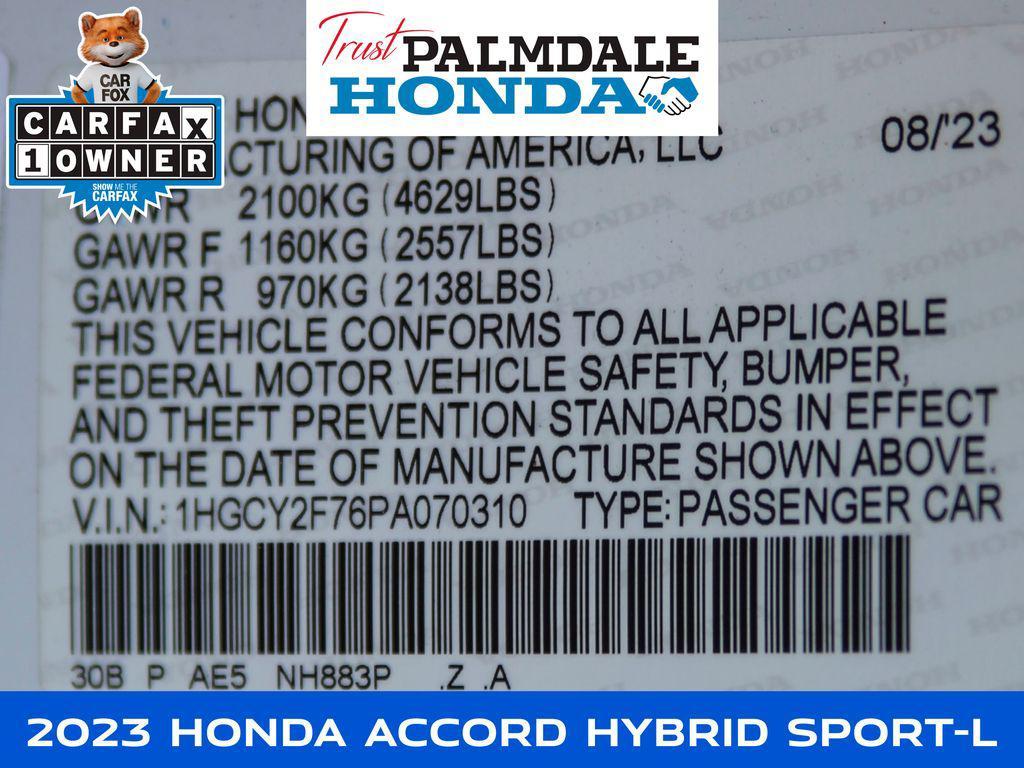 CAR
FOX
CARFAX
1 OWNER
SHOW ME THE
CARFAX
Trust PALMDALE
HONDA
HON
08/'23
CTURING OF AMERICA, LLC
2100KG (4629LBS)
GAWR F 1160KG (2557LBS)
GAWR R 970KG (2138LBS)
THIS VEHICLE CONFORMS TO ALL APPLICABLE
FEDERAL MOTOR VEHICLE SAFETY, BUMPER,
AND THEFT PREVENTION STANDARDS IN EFFECT
ON THE DATE OF MANUFACTURE SHOWN ABOVE.
V.I.N.: 1HGCY2F76PA070310 TYPE: PASSENGER CAR
30B P AE5 NH883P .Z .A
2023 HONDA ACCORD HYBRID SPORT-L